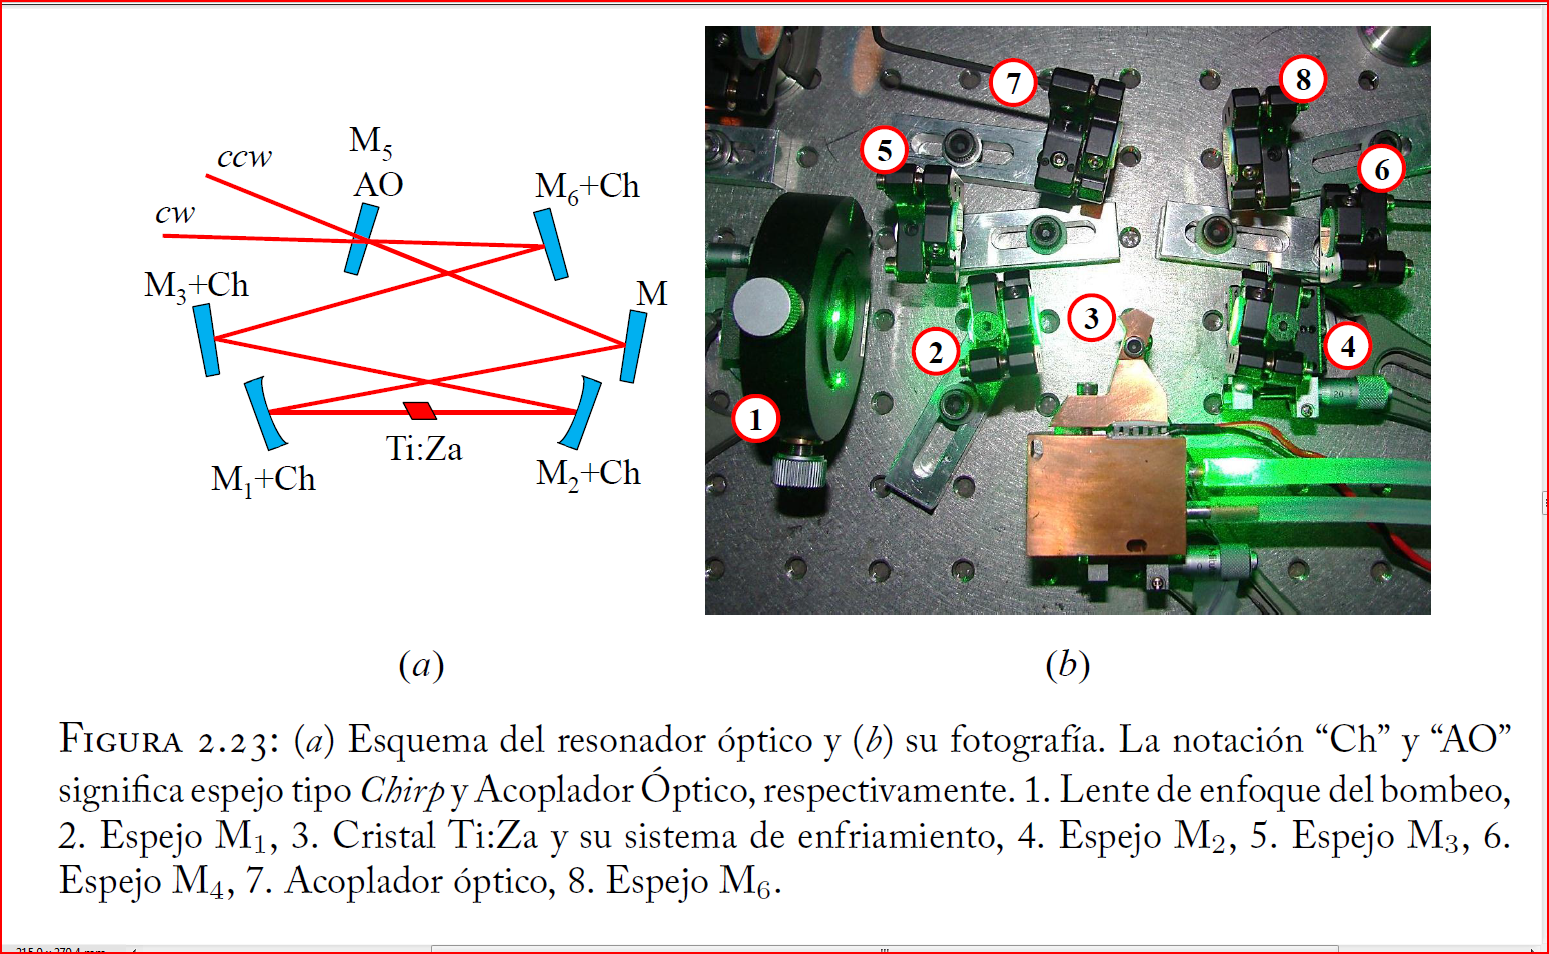 ccw
cw
M5
AO
M6+Ch
M3+Ch
M
Ti:Za
M1+Ch
M2+Ch
7
8
5
6
3
2
4
1
20
(a)
(b)
FIGURA 2.23: (a) Esquema del resonador óptico y (b) su fotografía. La notación “Ch” y “AO”
significa espejo tipo Chirp y Acoplador Óptico, respectivamente. 1. Lente de enfoque del bombeo,
2. Espejo M1, 3. Cristal Ti:Za y su sistema de enfriamiento, 4. Espejo M2, 5. Espejo M3, 6.
Espejo M4, 7. Acoplador óptico, 8. Espejo M6.